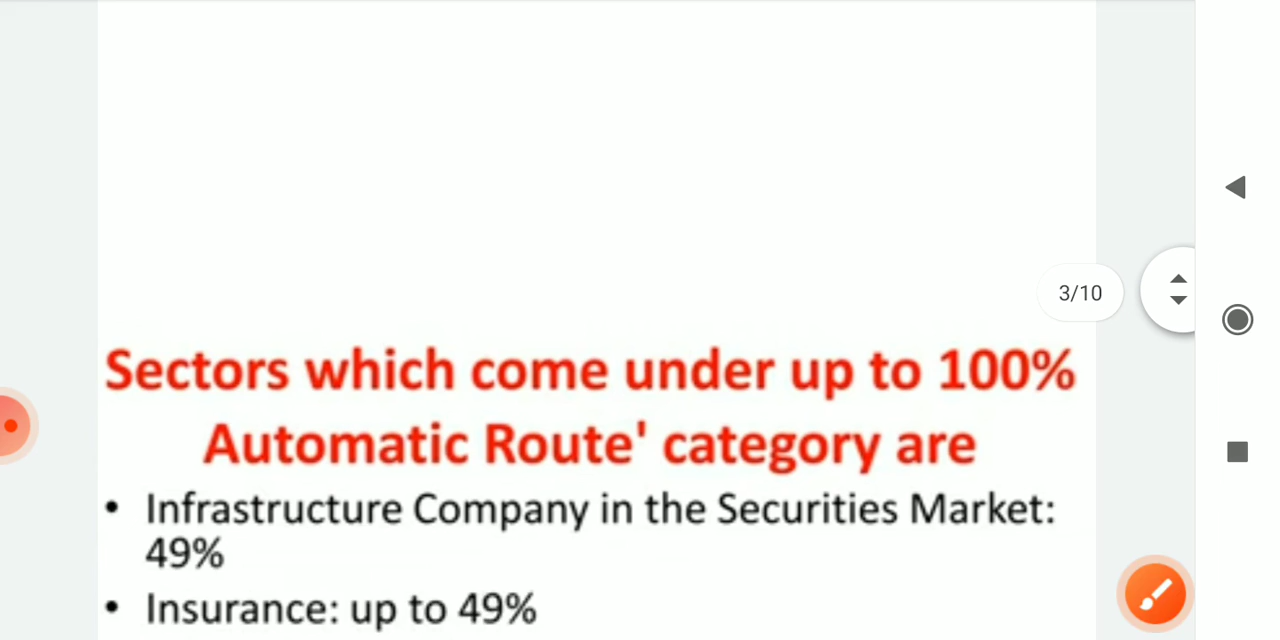 3/10
Sectors which come under up to 100%
Automatic Route' category are
• Infrastructure Company in the Securities Market:
49%
• Insurance: up to 49%